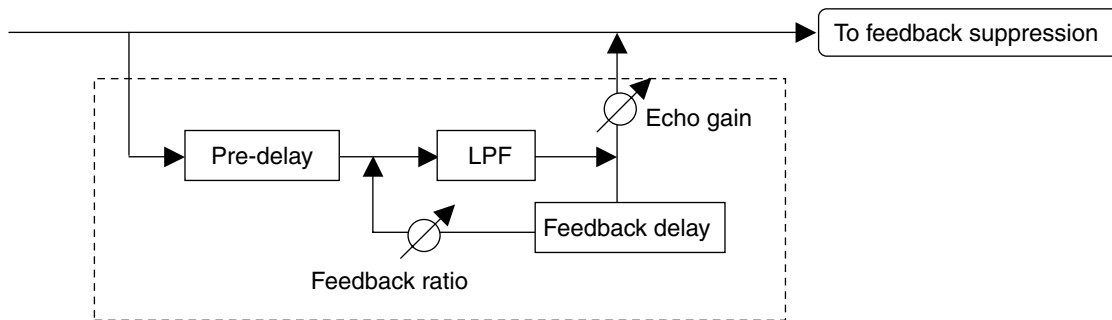 To feedback suppression
Echo gain
Pre-delay
LPF
Feedback delay
Feedback ratio